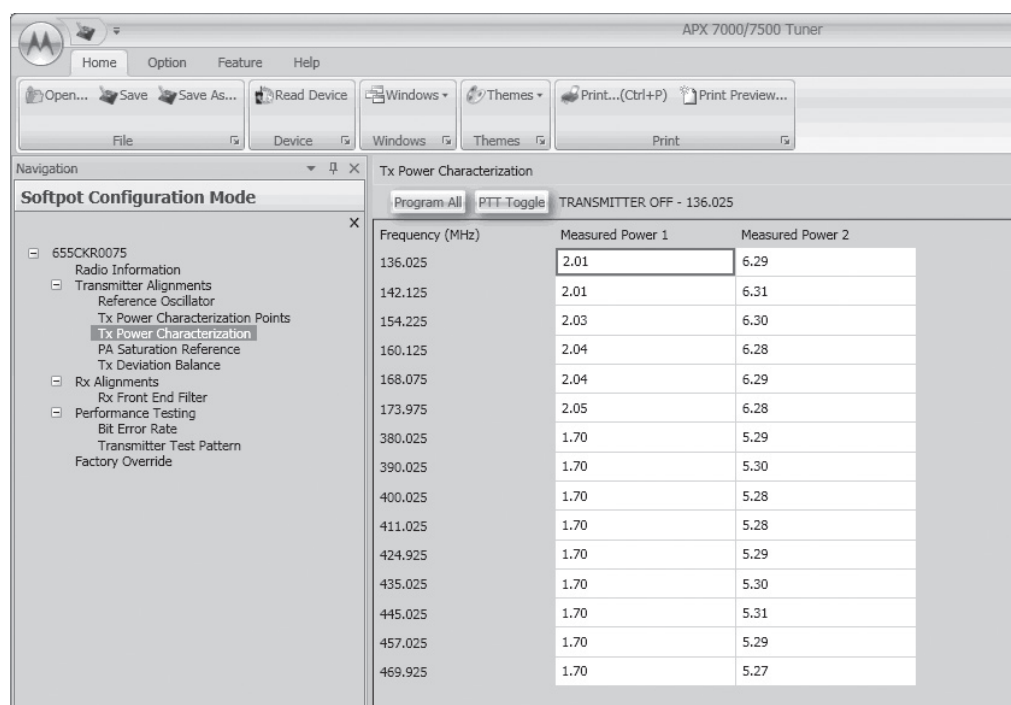 APX 7000/7500 Tuner
Home Option Feature Help
Open... Save Save As... Read Device Windows Themes Print...(Ctrl+P) Print Preview...
File Device Windows Themes Print
Navigation
Softpot Configuration Mode
655CKR0075
Radio Information
Transmitter Alignments
Reference Oscillator
Tx Power Characterization Points
Tx Power Characterization
PA Saturation Reference
Tx Deviation Balance
Rx Alignments
Rx Front End Filter
Performance Testing
Bit Error Rate
Transmitter Test Pattern
Factory Override
Tx Power Characterization
Program All PTT Toggle TRANSMITTER OFF - 136.025
Frequency (MHz) Measured Power 1 Measured Power 2
136.025 2.01 6.29
142.125 2.01 6.31
154.225 2.03 6.30
160.125 2.04 6.28
168.075 2.04 6.29
173.975 2.05 6.28
380.025 1.70 5.29
390.025 1.70 5.30
400.025 1.70 5.28
411.025 1.70 5.28
424.925 1.70 5.29
435.025 1.70 5.30
445.025 1.70 5.31
457.025 1.70 5.29
469.925 1.70 5.27